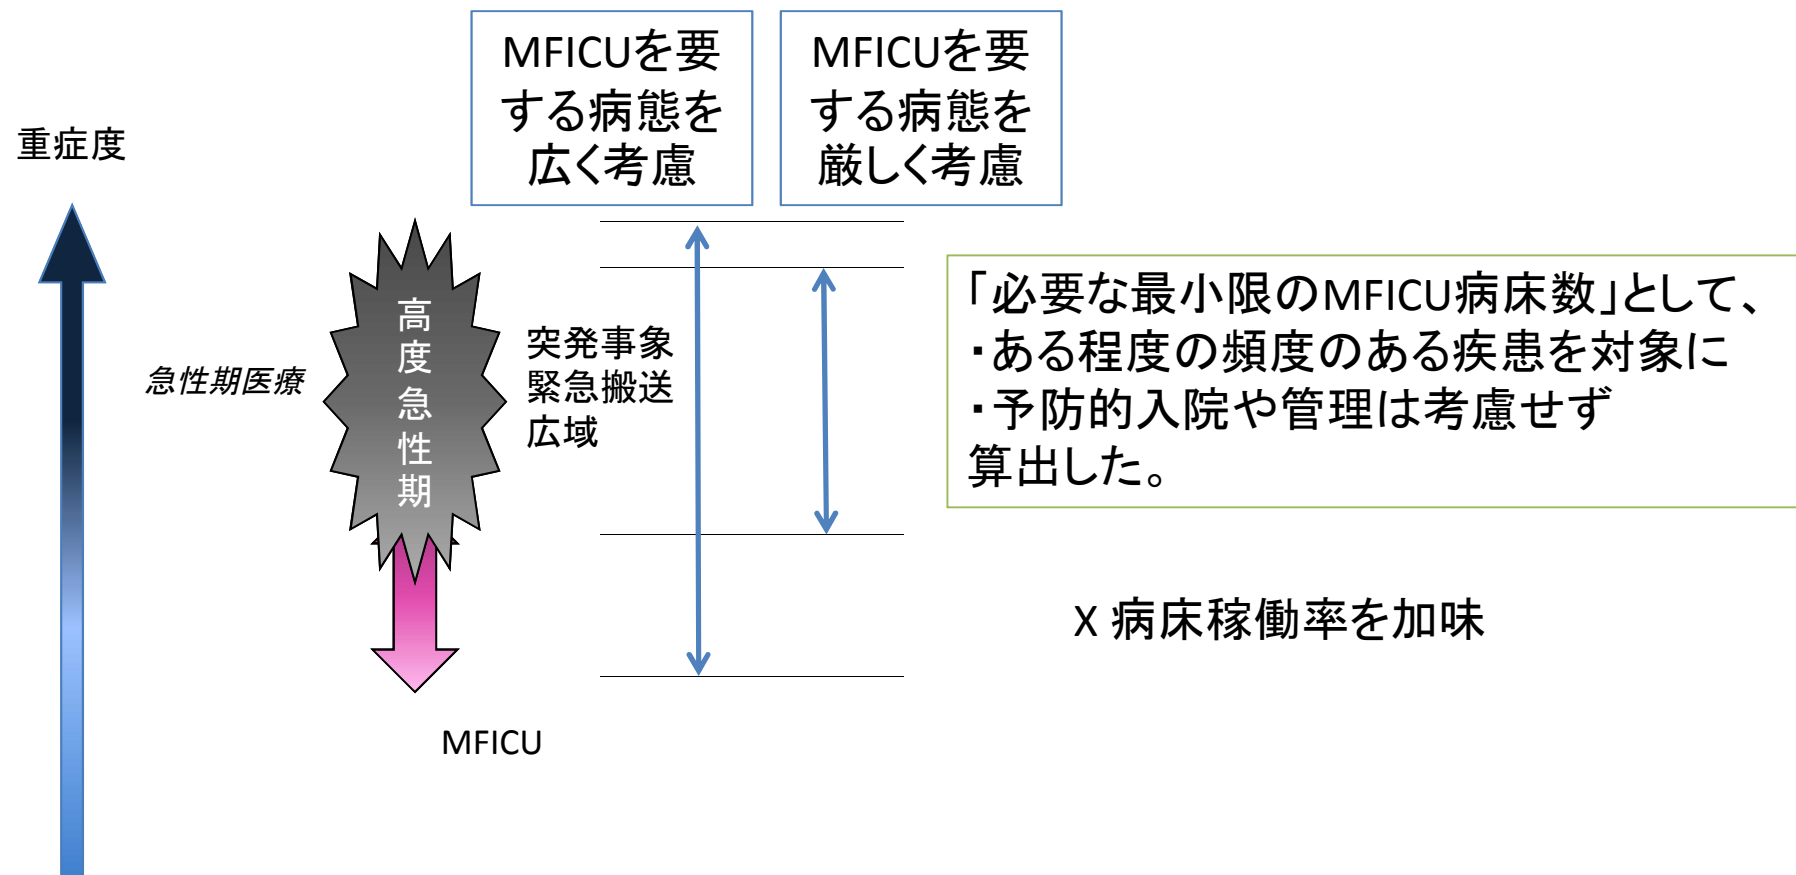 MFICUを要
する病態を
広く考慮
MFICUを要
する病態を
厳しく考慮
重症度
急性期医療
高度急性期
突発事象
緊急搬送
広域
「必要な最小限のMFICU病床数」として、
・ある程度の頻度のある疾患を対象に
・予防的入院や管理は考慮せず
算出した。
X 病床稼働率を加味
MFICU